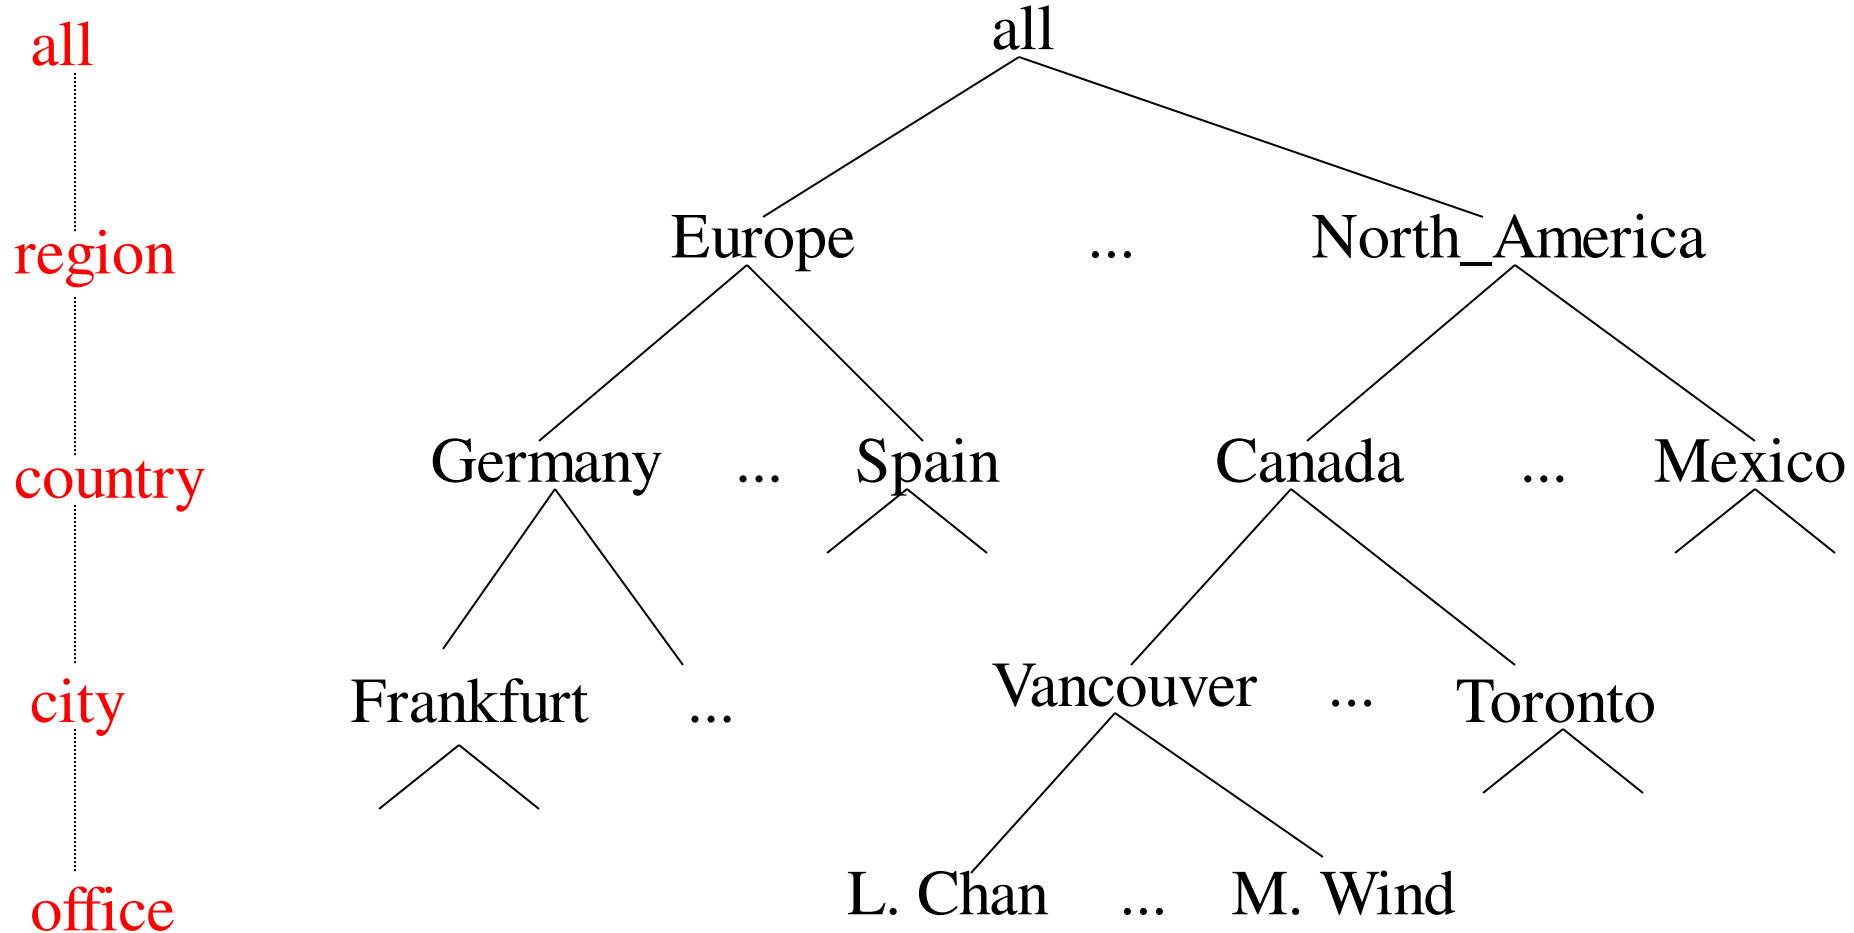 all all
region Europe ... North_America
country Germany ... Spain Canada ... Mexico
city Frankfurt ... Vancouver ... Toronto
office L. Chan ... M. Wind